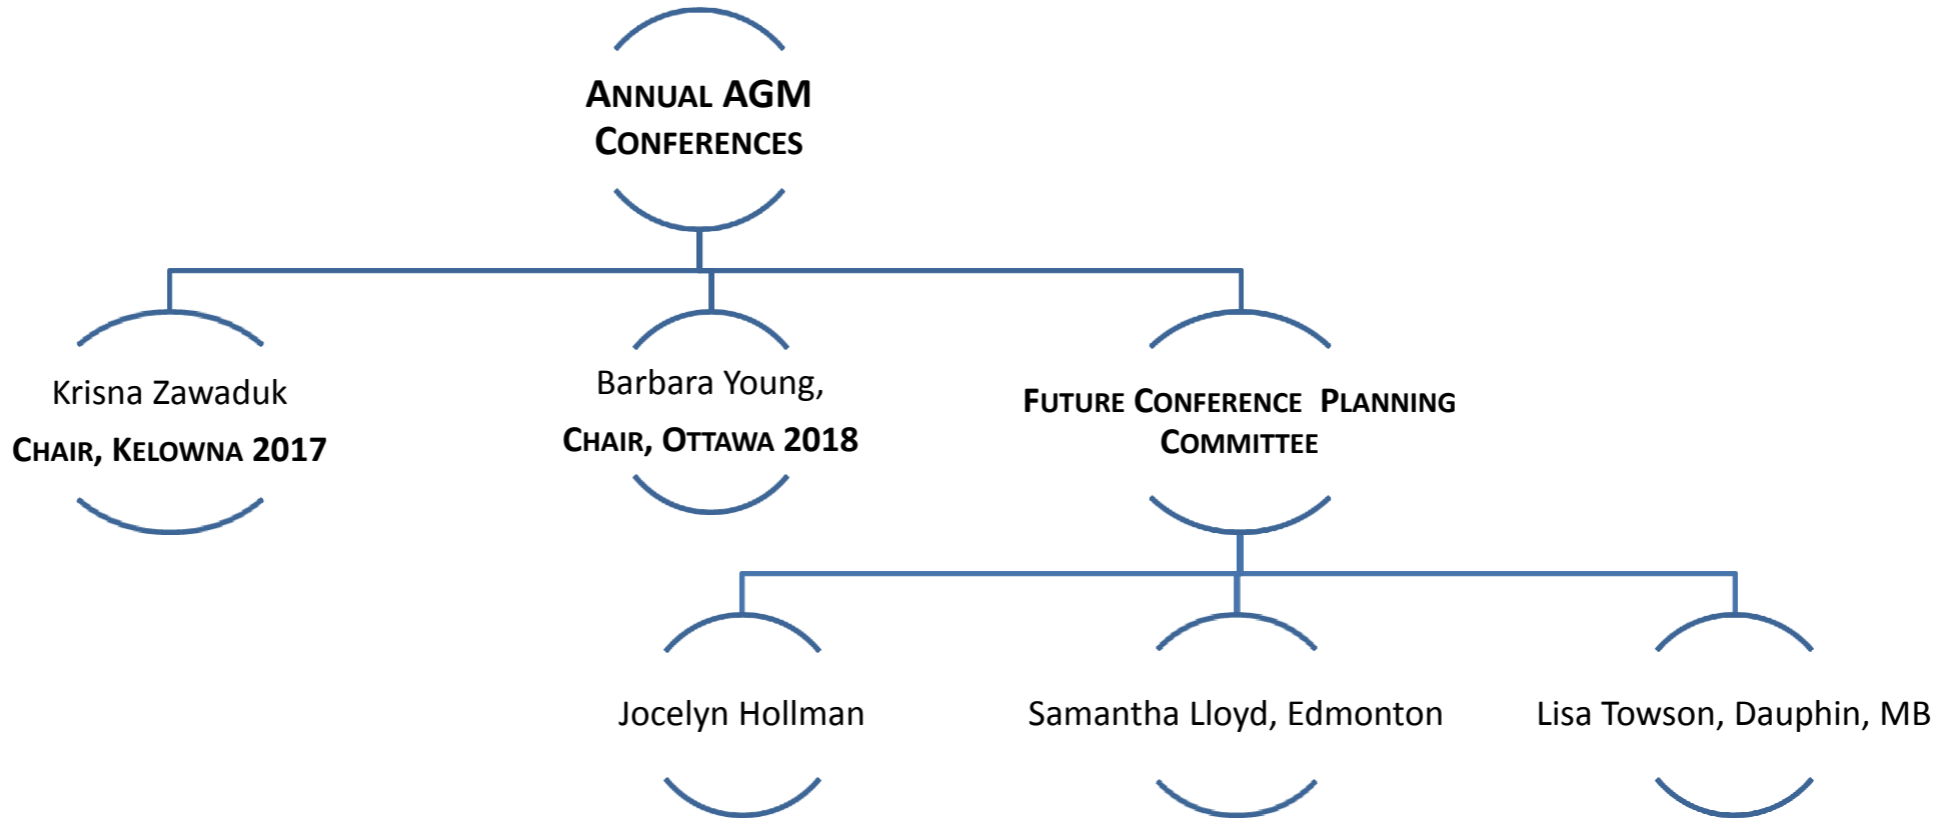 ANNUAL AGM
CONFERENCES
Krisna Zawaduk
CHAIR, KELOWNA 2017
Barbara Young,
CHAIR, OTTAWA 2018
FUTURE CONFERENCE PLANNING
COMMITTEE
Jocelyn Hollman
Samantha Lloyd, Edmonton
Lisa Towson, Dauphin, MB